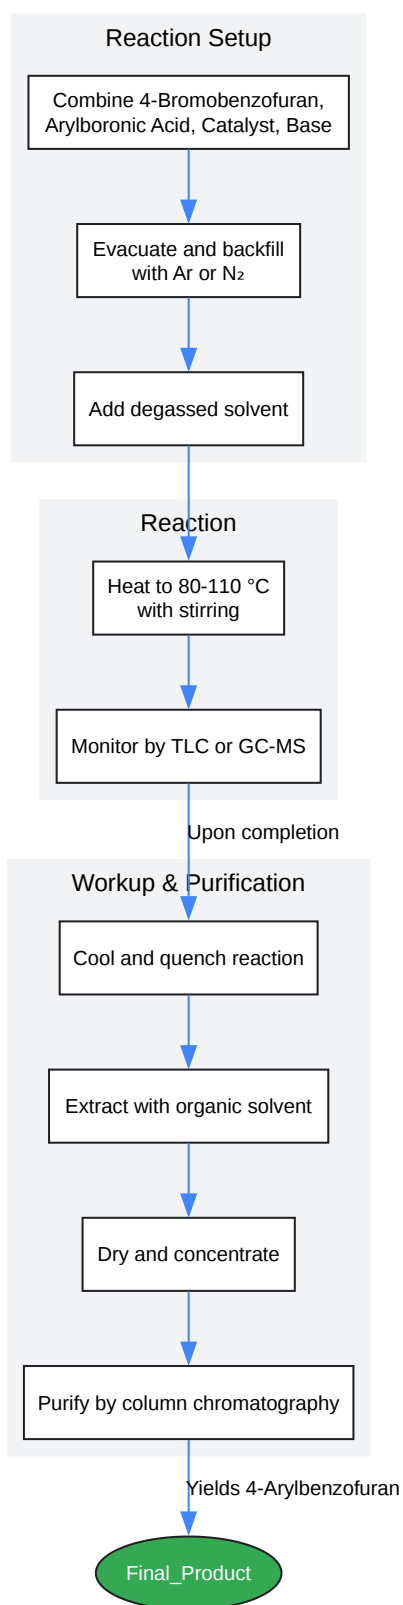 Reaction Setup
Combine 4-Bromobenzofuran,
Arylboronic Acid, Catalyst, Base
Evacuate and backfill
with Ar or N₂
Add degassed solvent
Reaction
Heat to 80-110 °C
with stirring
Monitor by TLC or GC-MS
Upon completion
Workup & Purification
Cool and quench reaction
Extract with organic solvent
Dry and concentrate
Purify by column chromatography
Yields 4-Arylbenzofuran
Final_Product